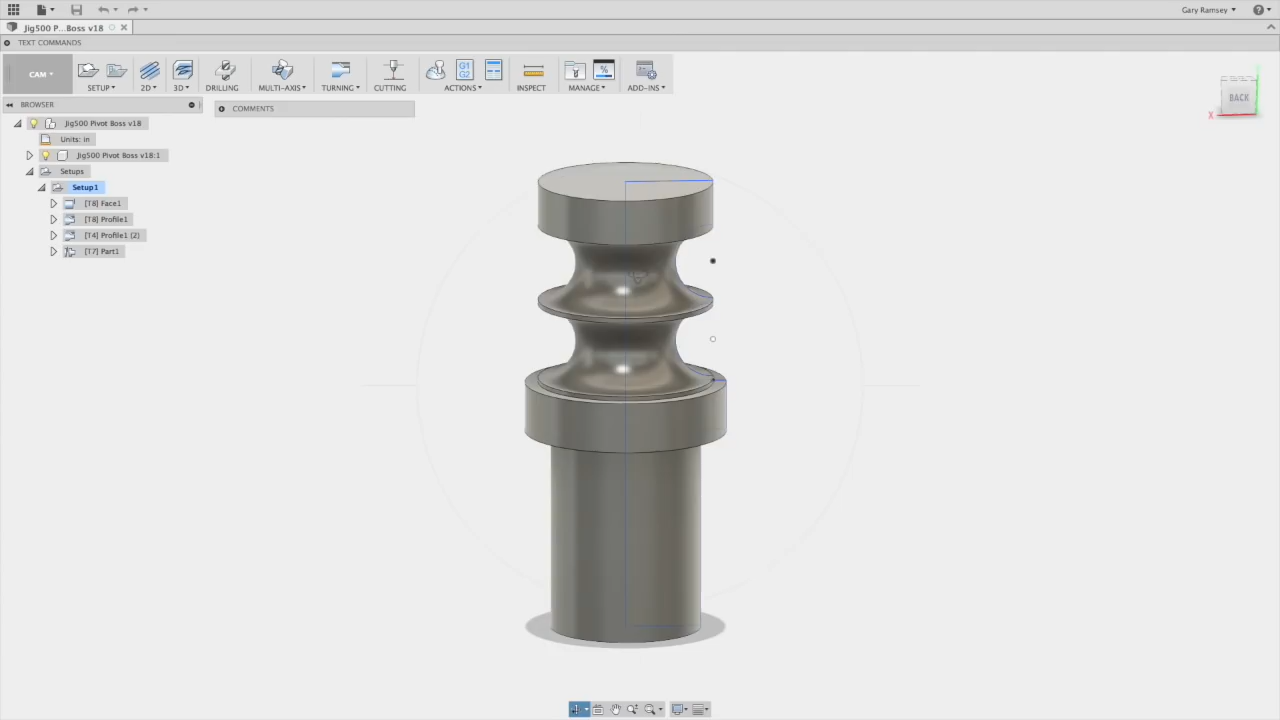 Gary Ramsey
Jig500 P...Boss v18
TEXT COMMANDS
CAM
SETUP
2D
3D
DRILLING
MULTI-AXIS
TURNING
CUTTING
G1
G2
ACTIONS
INSPECT
MANAGE
ADD-INS
BROWSER
COMMENTS
BACK
X
Jig500 Pivot Boss v18
Units: in
Jig500 Pivot Boss v18:1
Setups
Setup1
[T8] Face1
[T8] Profile1
[T4] Profile1 (2)
[T7] Part1